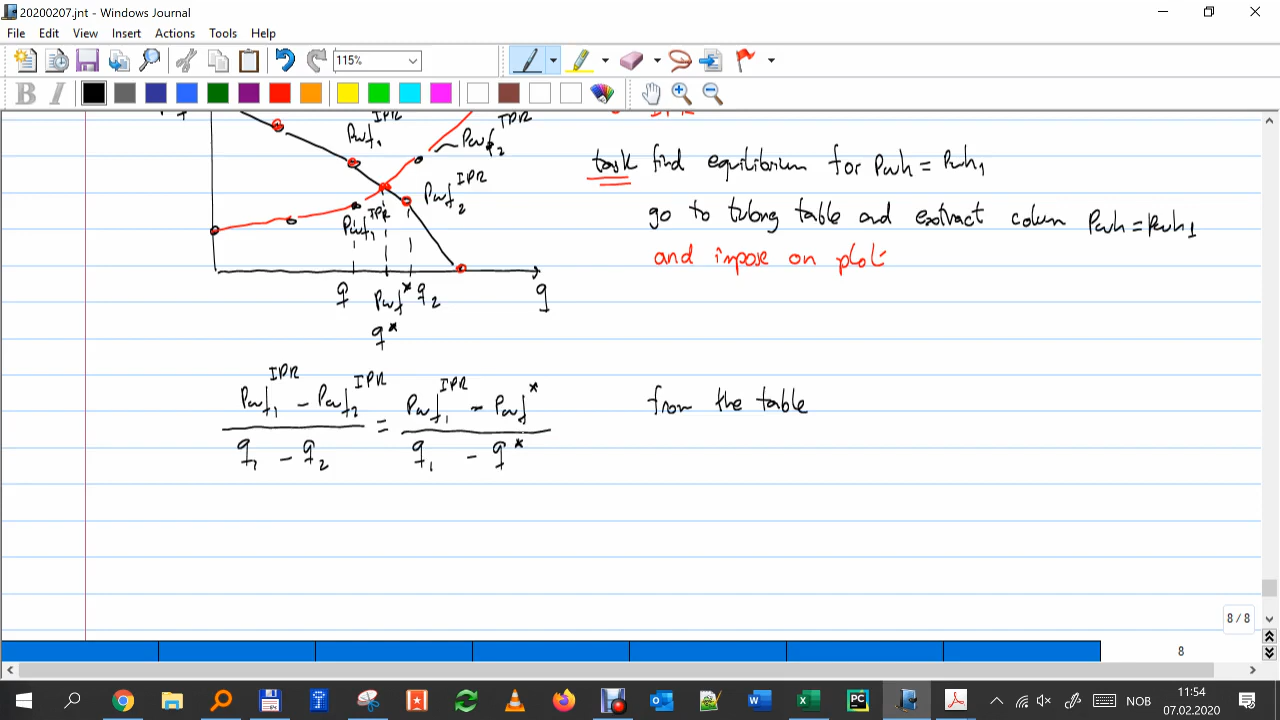 20200207.jnt - Windows Journal
File Edit View Insert Actions Tools Help
115%
B I
IPR
Pwf1 IPR
Pwf2 TPR
task find equilibrium for Pwh = Pwh1
Pwf2 IPR
go to tubing table and extract column Pwh = Pwh1
Pwf1 TPR
and impose on plot
q Pwf* q2 q
q*
Pwf1 IPR - Pwf2 IPR = Pwf1 IPR - Pwf*
from the table
q1 - q2 q1 - q*
8 / 8
8
NOB
11:54
07.02.2020